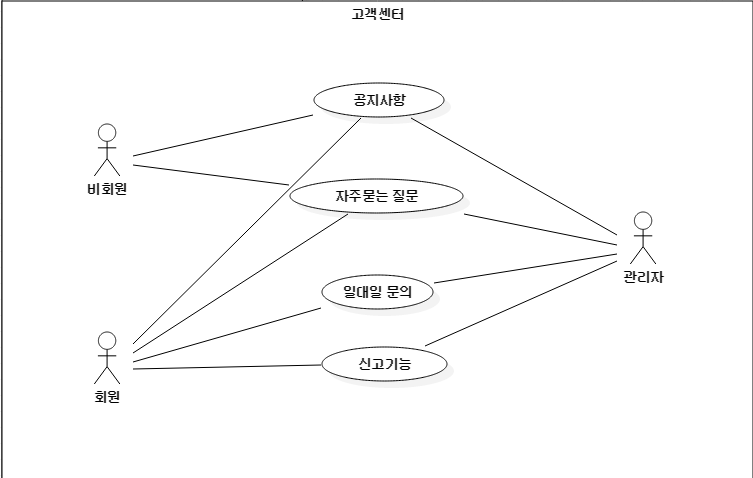 고객센터
공지사항
비회원
자주묻는 질문
관리자
일대일 문의
신고기능
회원